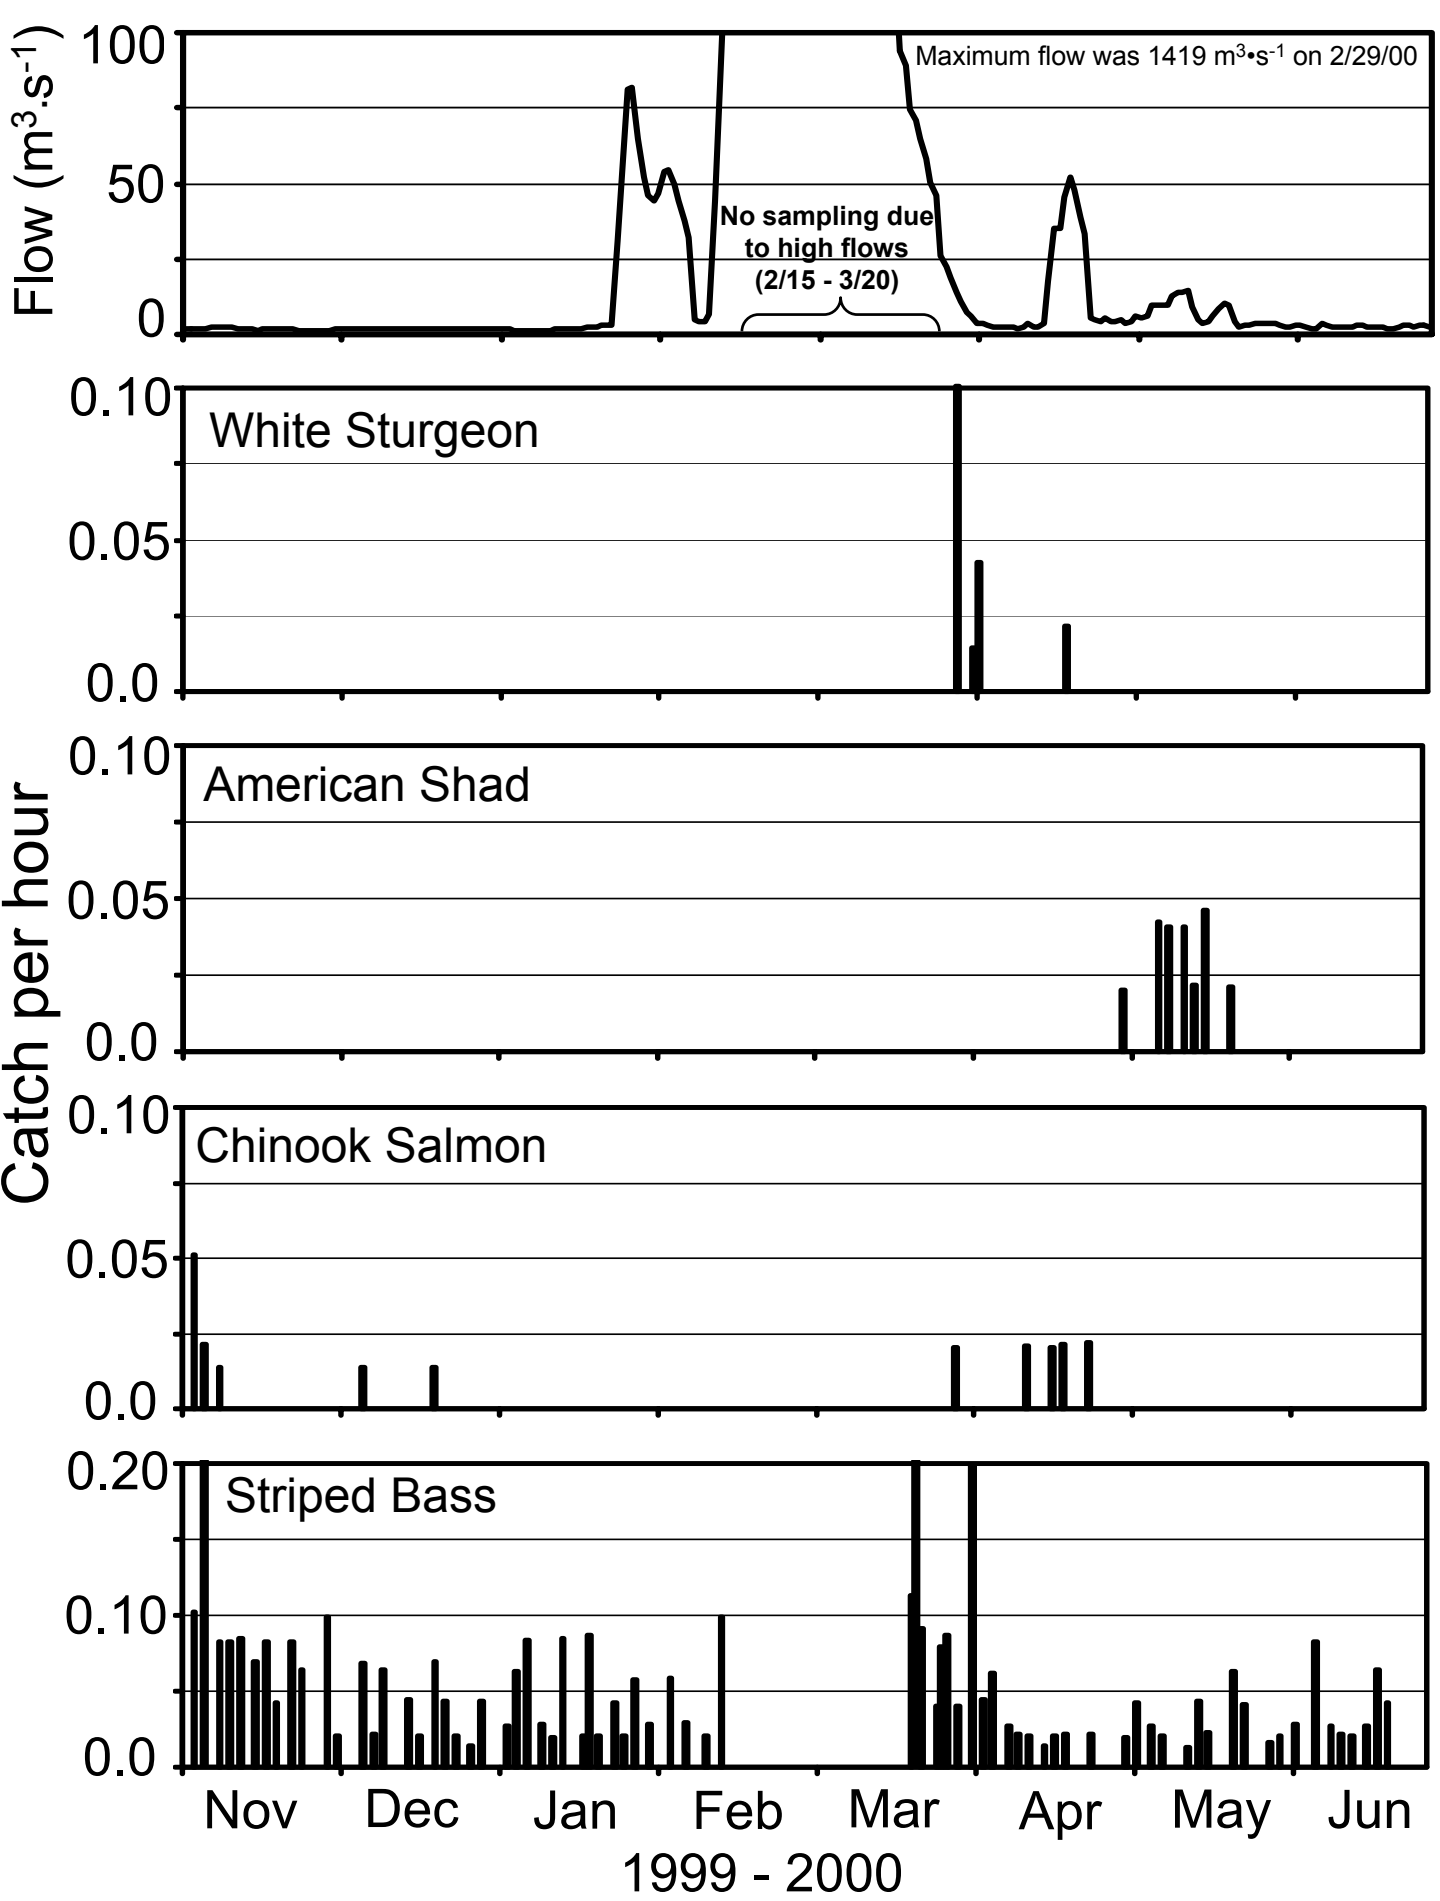 Flow (m³·s⁻¹)
100
50
0
Maximum flow was 1419 m³•s⁻¹ on 2/29/00
No sampling due
to high flows
(2/15 - 3/20)
Catch per hour
0.10
0.05
0.0
White Sturgeon
0.10
0.05
0.0
American Shad
0.10
0.05
0.0
Chinook Salmon
0.20
0.10
0.0
Striped Bass
Nov Dec Jan Feb Mar Apr May Jun
1999 - 2000